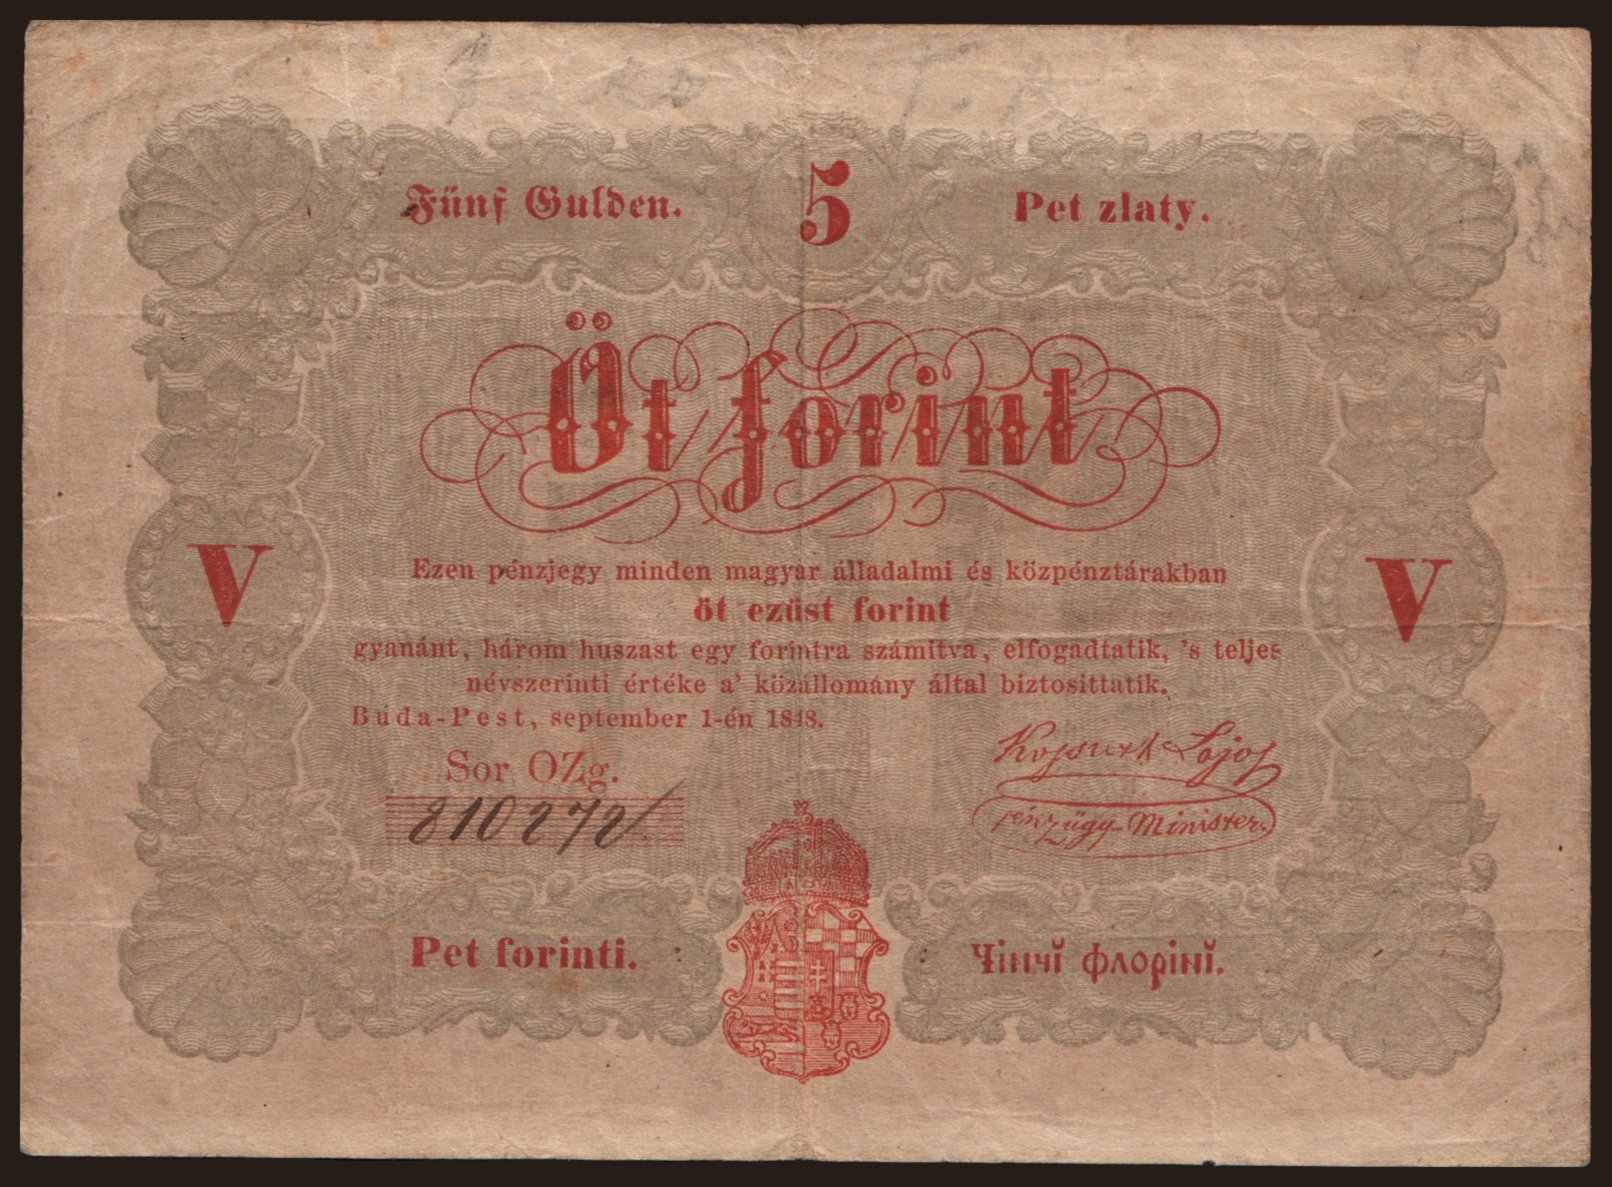 Fünf Gulden. 5 Pet zlaty.
Öt forint
V V
Ezen pénzjegy minden magyar álladalmi és közpénztárakban
öt ezüst forint
gyanánt, három huszast egy forintra számitva, elfogadtatik, 's teljes
névszerinti értéke a' közállomány által biztosittatik.
Buda-Pest, september 1-én 1848.
Sor OZg.
810272
Kossuth Lajos
pénzügy-Minister.
Pet forinti. Чінчĭ флорінĭ.